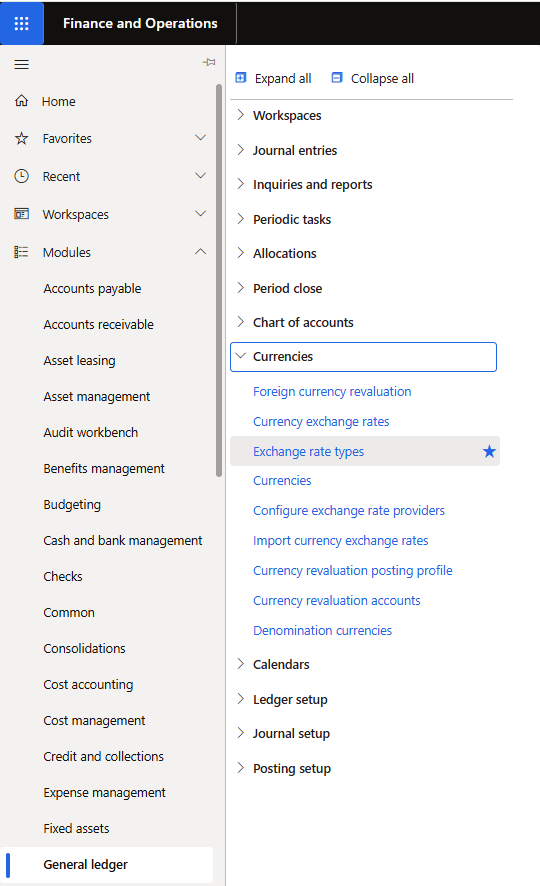 Finance and Operations
Home
Favorites
Recent
Workspaces
Modules
Accounts payable
Accounts receivable
Asset leasing
Asset management
Audit workbench
Benefits management
Budgeting
Cash and bank management
Checks
Common
Consolidations
Cost accounting
Cost management
Credit and collections
Expense management
Fixed assets
General ledger
Expand all
Collapse all
Workspaces
Journal entries
Inquiries and reports
Periodic tasks
Allocations
Period close
Chart of accounts
Currencies
Foreign currency revaluation
Currency exchange rates
Exchange rate types
Currencies
Configure exchange rate providers
Import currency exchange rates
Currency revaluation posting profile
Currency revaluation accounts
Denomination currencies
Calendars
Ledger setup
Journal setup
Posting setup